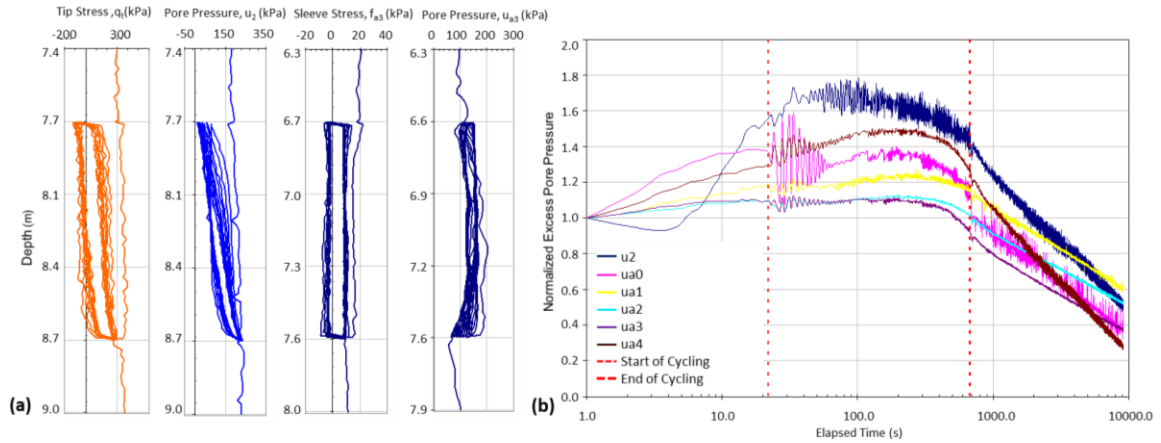 Tip Stress ,qt(kPa)
-200 300
7.4
7.7
8.1
8.4
8.7
9.0
Depth (m)
(a)
Pore Pressure, u2 (kPa)
-50 150 250 350
7.4
7.7
8.1
8.4
8.7
9.0
Sleeve Stress, fa3 (kPa)
-20 0 20 40 60 80
6.3
6.7
7.0
7.3
7.6
8.0
Pore Pressure, ua3 (kPa)
0 100 200 300
6.3
6.6
6.9
7.2
7.6
7.9
(b)
Normalized Excess Pore Pressure
2.0
1.8
1.6
1.4
1.2
1.0
0.8
0.6
0.4
0.2
0.0
u2
ua0
ua1
ua2
ua3
ua4
Start of Cycling
End of Cycling
1.0 10.0 100.0 1000.0 10000.0
Elapsed Time (s)